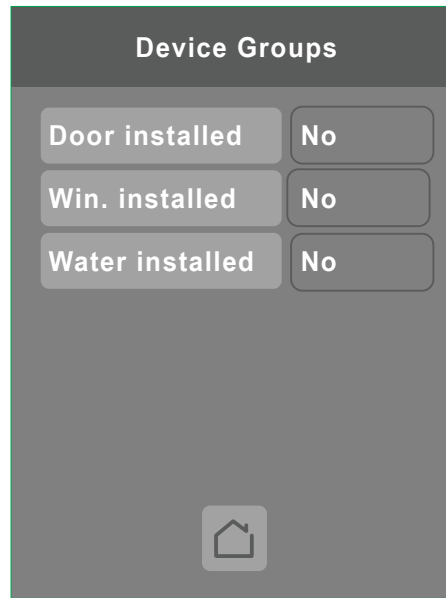 Device Groups
Door installed No
Win. installed No
Water installed No